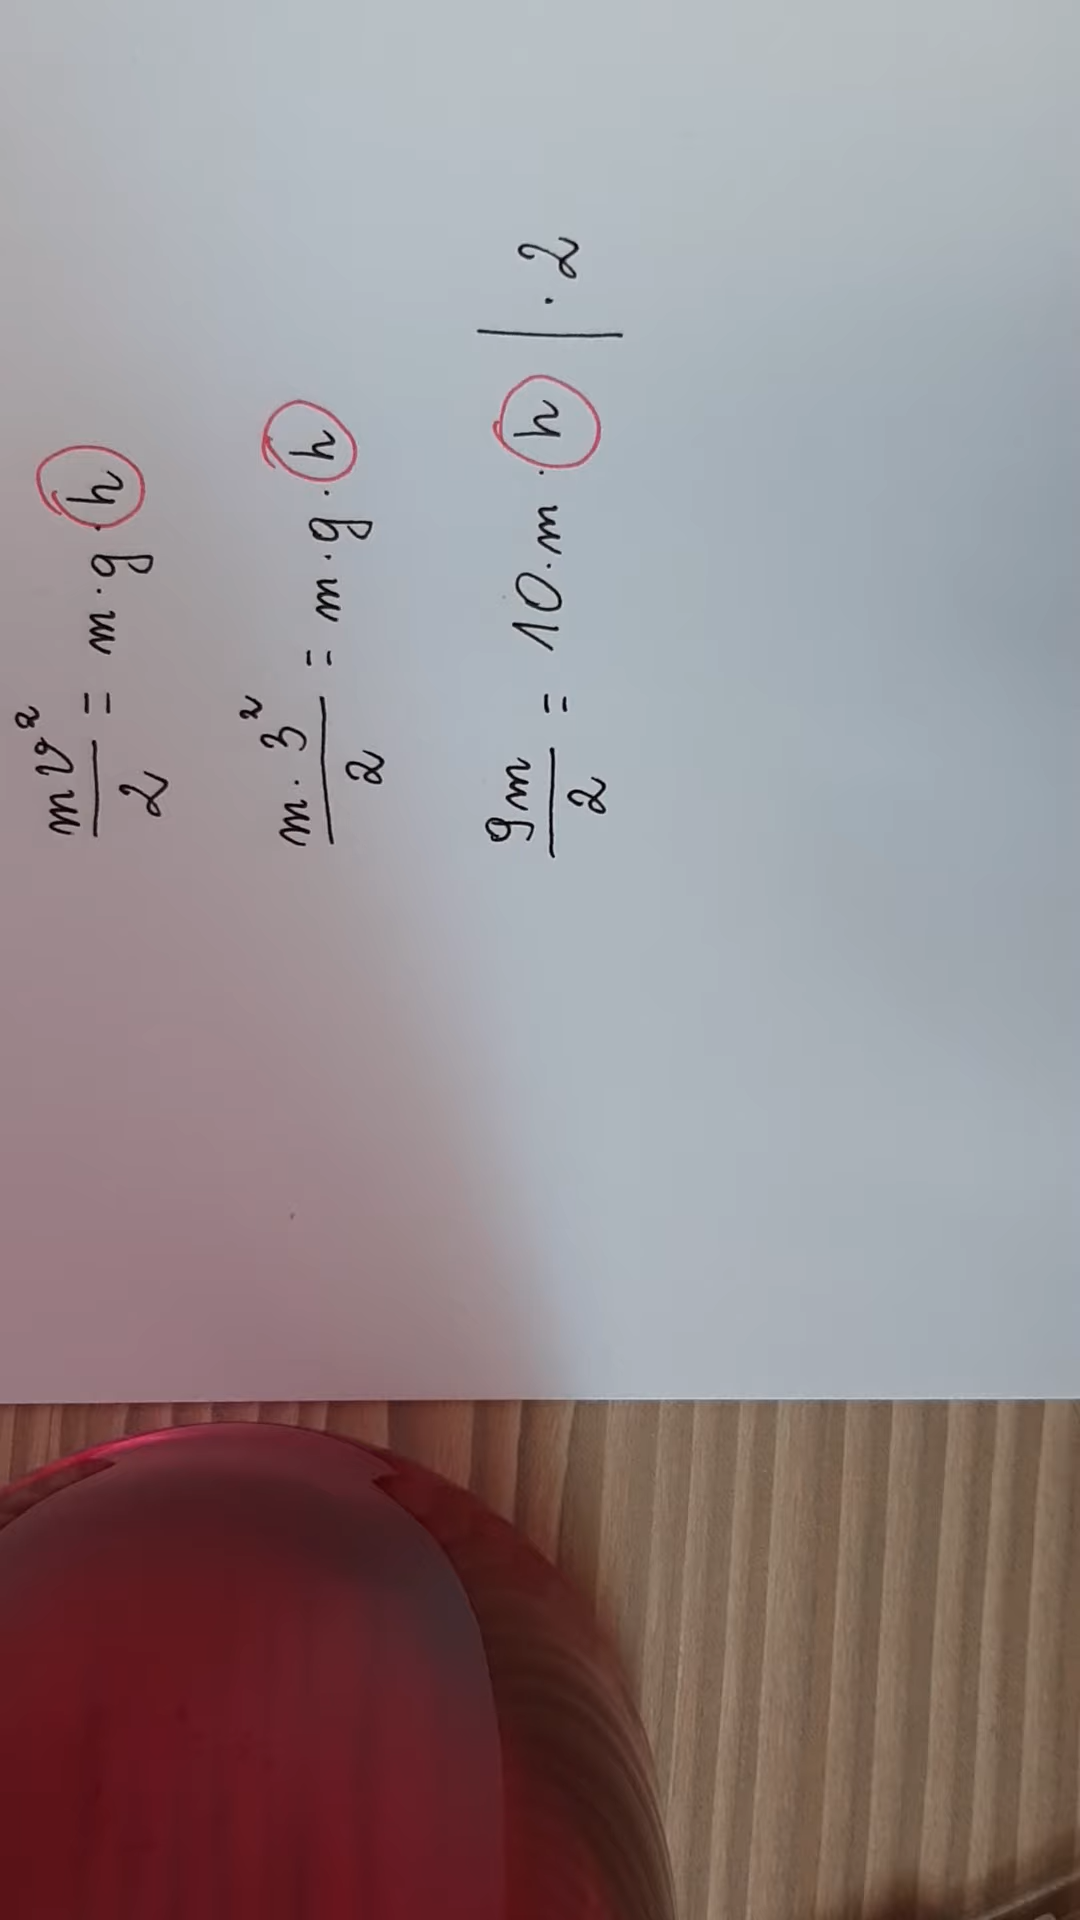 mv²/2 = m·g·h
m·3²/2 = m·g·h
9m/2 = 10·m·h |·2